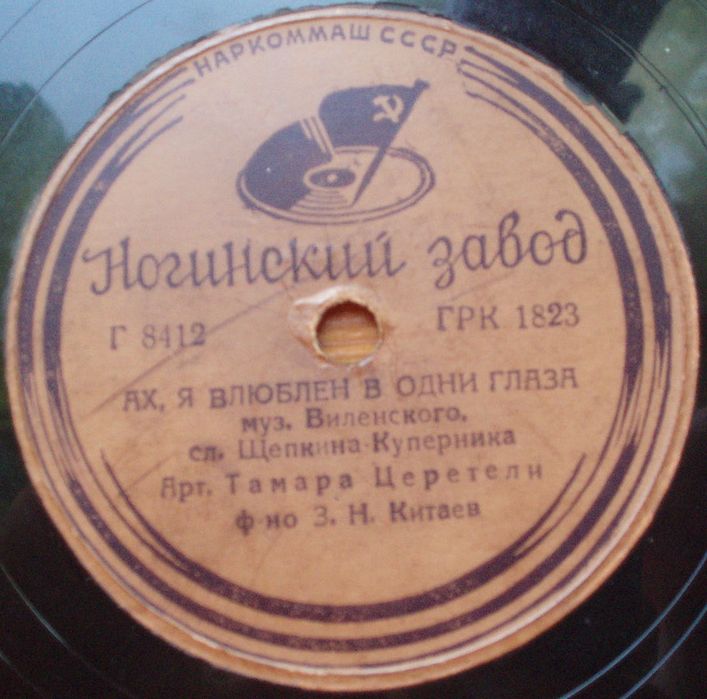 НАРКОММАШ СССР
Ногинский завод
Г 8412 ГРК 1823
АХ, Я ВЛЮБЛЕН В ОДНИ ГЛАЗА
муз. Виленского,
сл. Щепкина-Куперника
Арт. Тамара Церетели
ф-но З. Н. Китаев